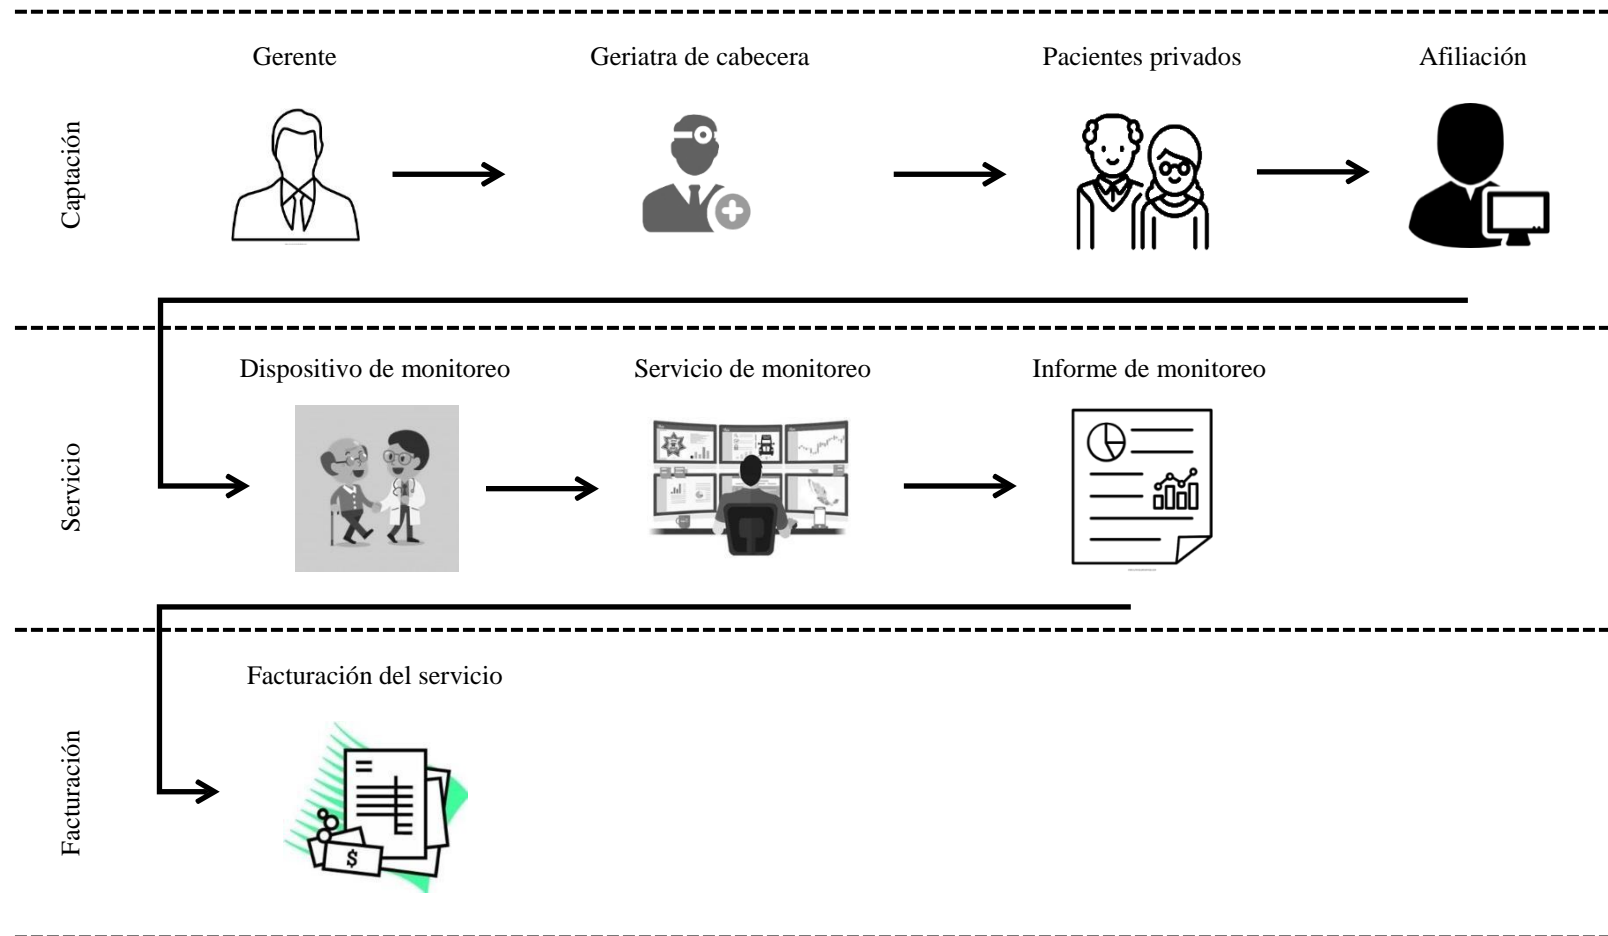 Gerente
Geriatra de cabecera
Pacientes privados
Afiliación
Captación
Dispositivo de monitoreo
Servicio de monitoreo
Informe de monitoreo
Servicio
Facturación del servicio
Facturación
$